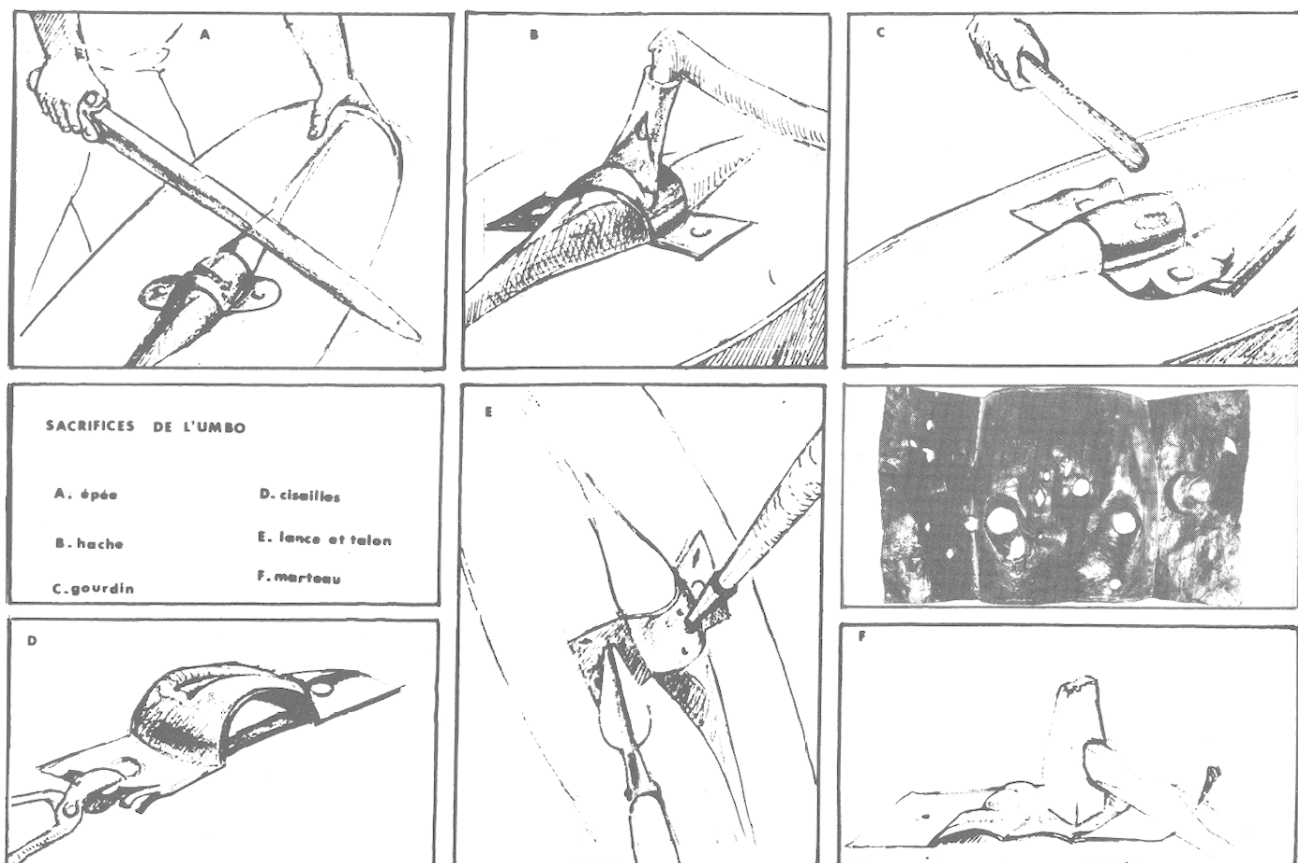 A
B
C
SACRIFICES DE L'UMBO
A. épée
B. hache
C. gourdin
D. cisailles
E. lance et talon
F. marteau
E
D
F